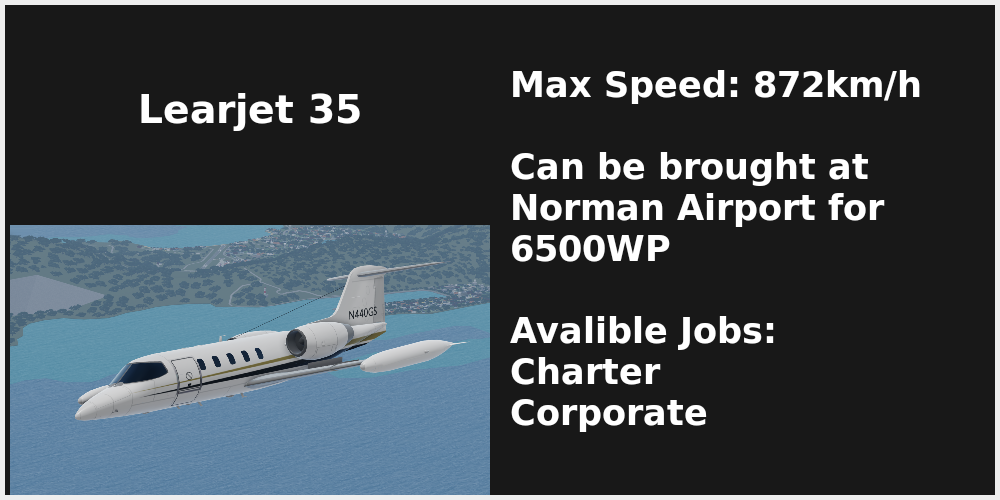 Learjet 35
Max Speed: 872km/h
Can be brought at
Norman Airport for
6500WP
Avalible Jobs:
Charter
Corporate
N440GS